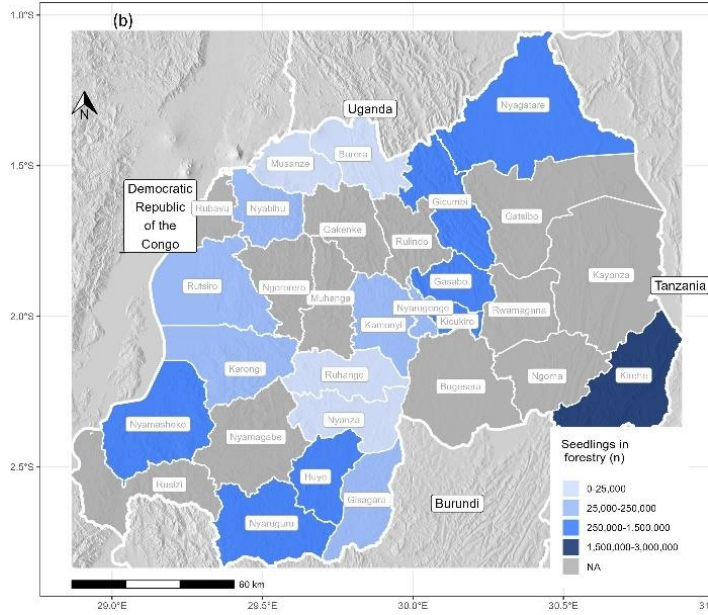 (b)
1.0°S
N
Uganda
Nyagatare
Burera
Musanze
1.5°S
Democratic
Republic
of the
Congo
Rubavu
Nyabihu
Gicumbi
Gatsibo
Gakenke
Rulindo
Kayonza
Gasabo
Rutsiro
Ngororero
Muhanga
Tanzania
2.0°S
Nyarugenge
Kicukiro
Rwamagana
Kamonyi
Karongi
Ruhango
Bugesera
Ngoma
Kirehe
Nyamasheke
Nyanza
Nyamagabe
Seedlings in
forestry (n)
2.5°S
Rusizi
Huye
Gisagara
Burundi
Nyaruguru
0-25,000
25,000-250,000
250,000-1.500.000
1,500,000-3,000,000
NA
60 km
29.0°E
29.5°E
30.0°E
30.5°E